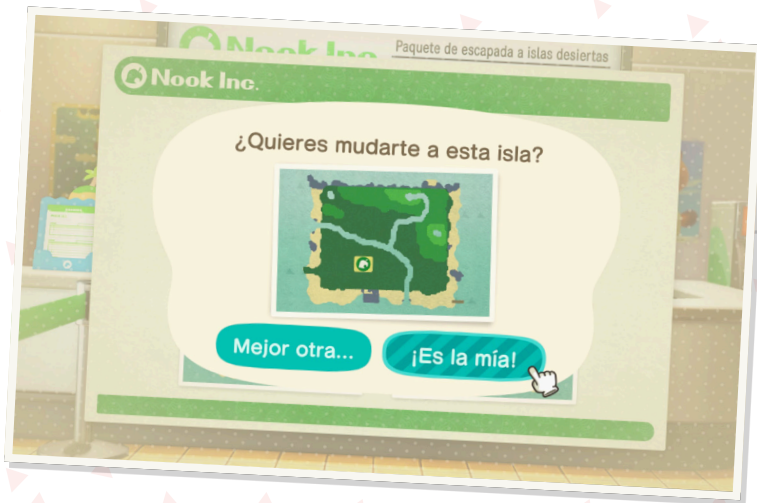 Nook Inc.
Paquete de escapada a islas desiertas
Nook Inc.
¿Quieres mudarte a esta isla?
Mejor otra...
¡Es la mía!